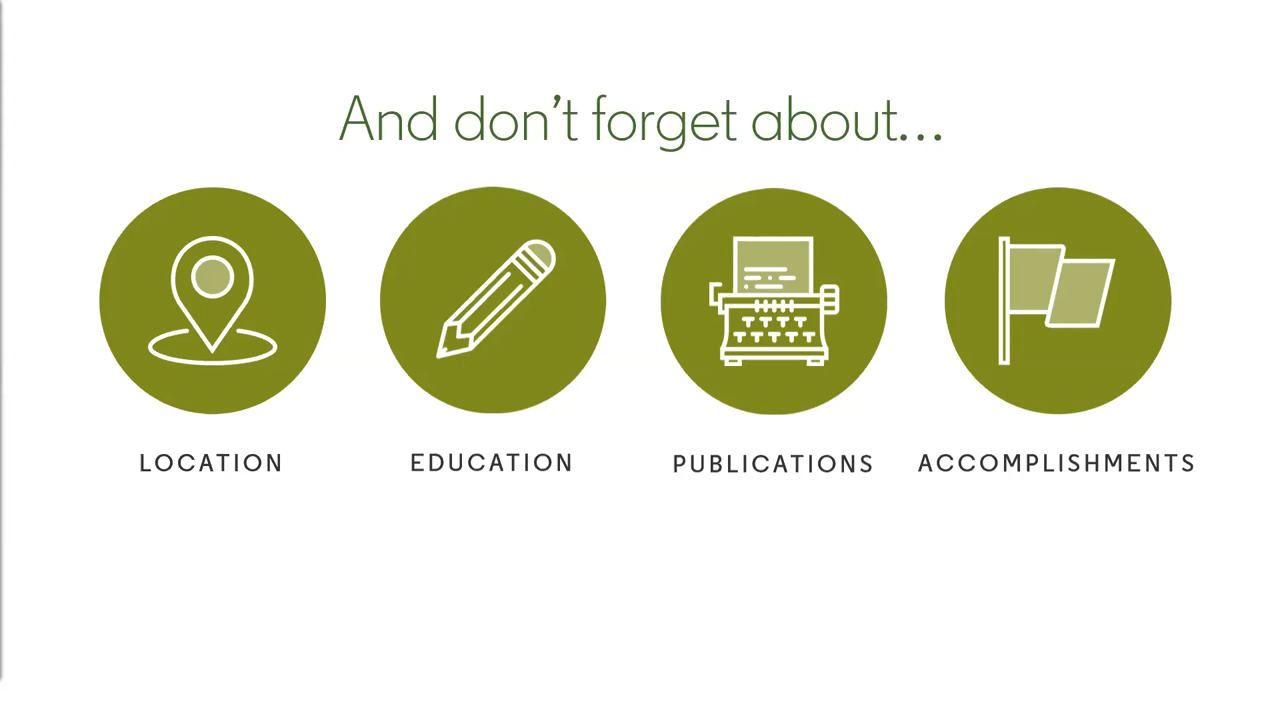 And don’t forget about...
LOCATION
EDUCATION
PUBLICATIONS
ACCOMPLISHMENTS